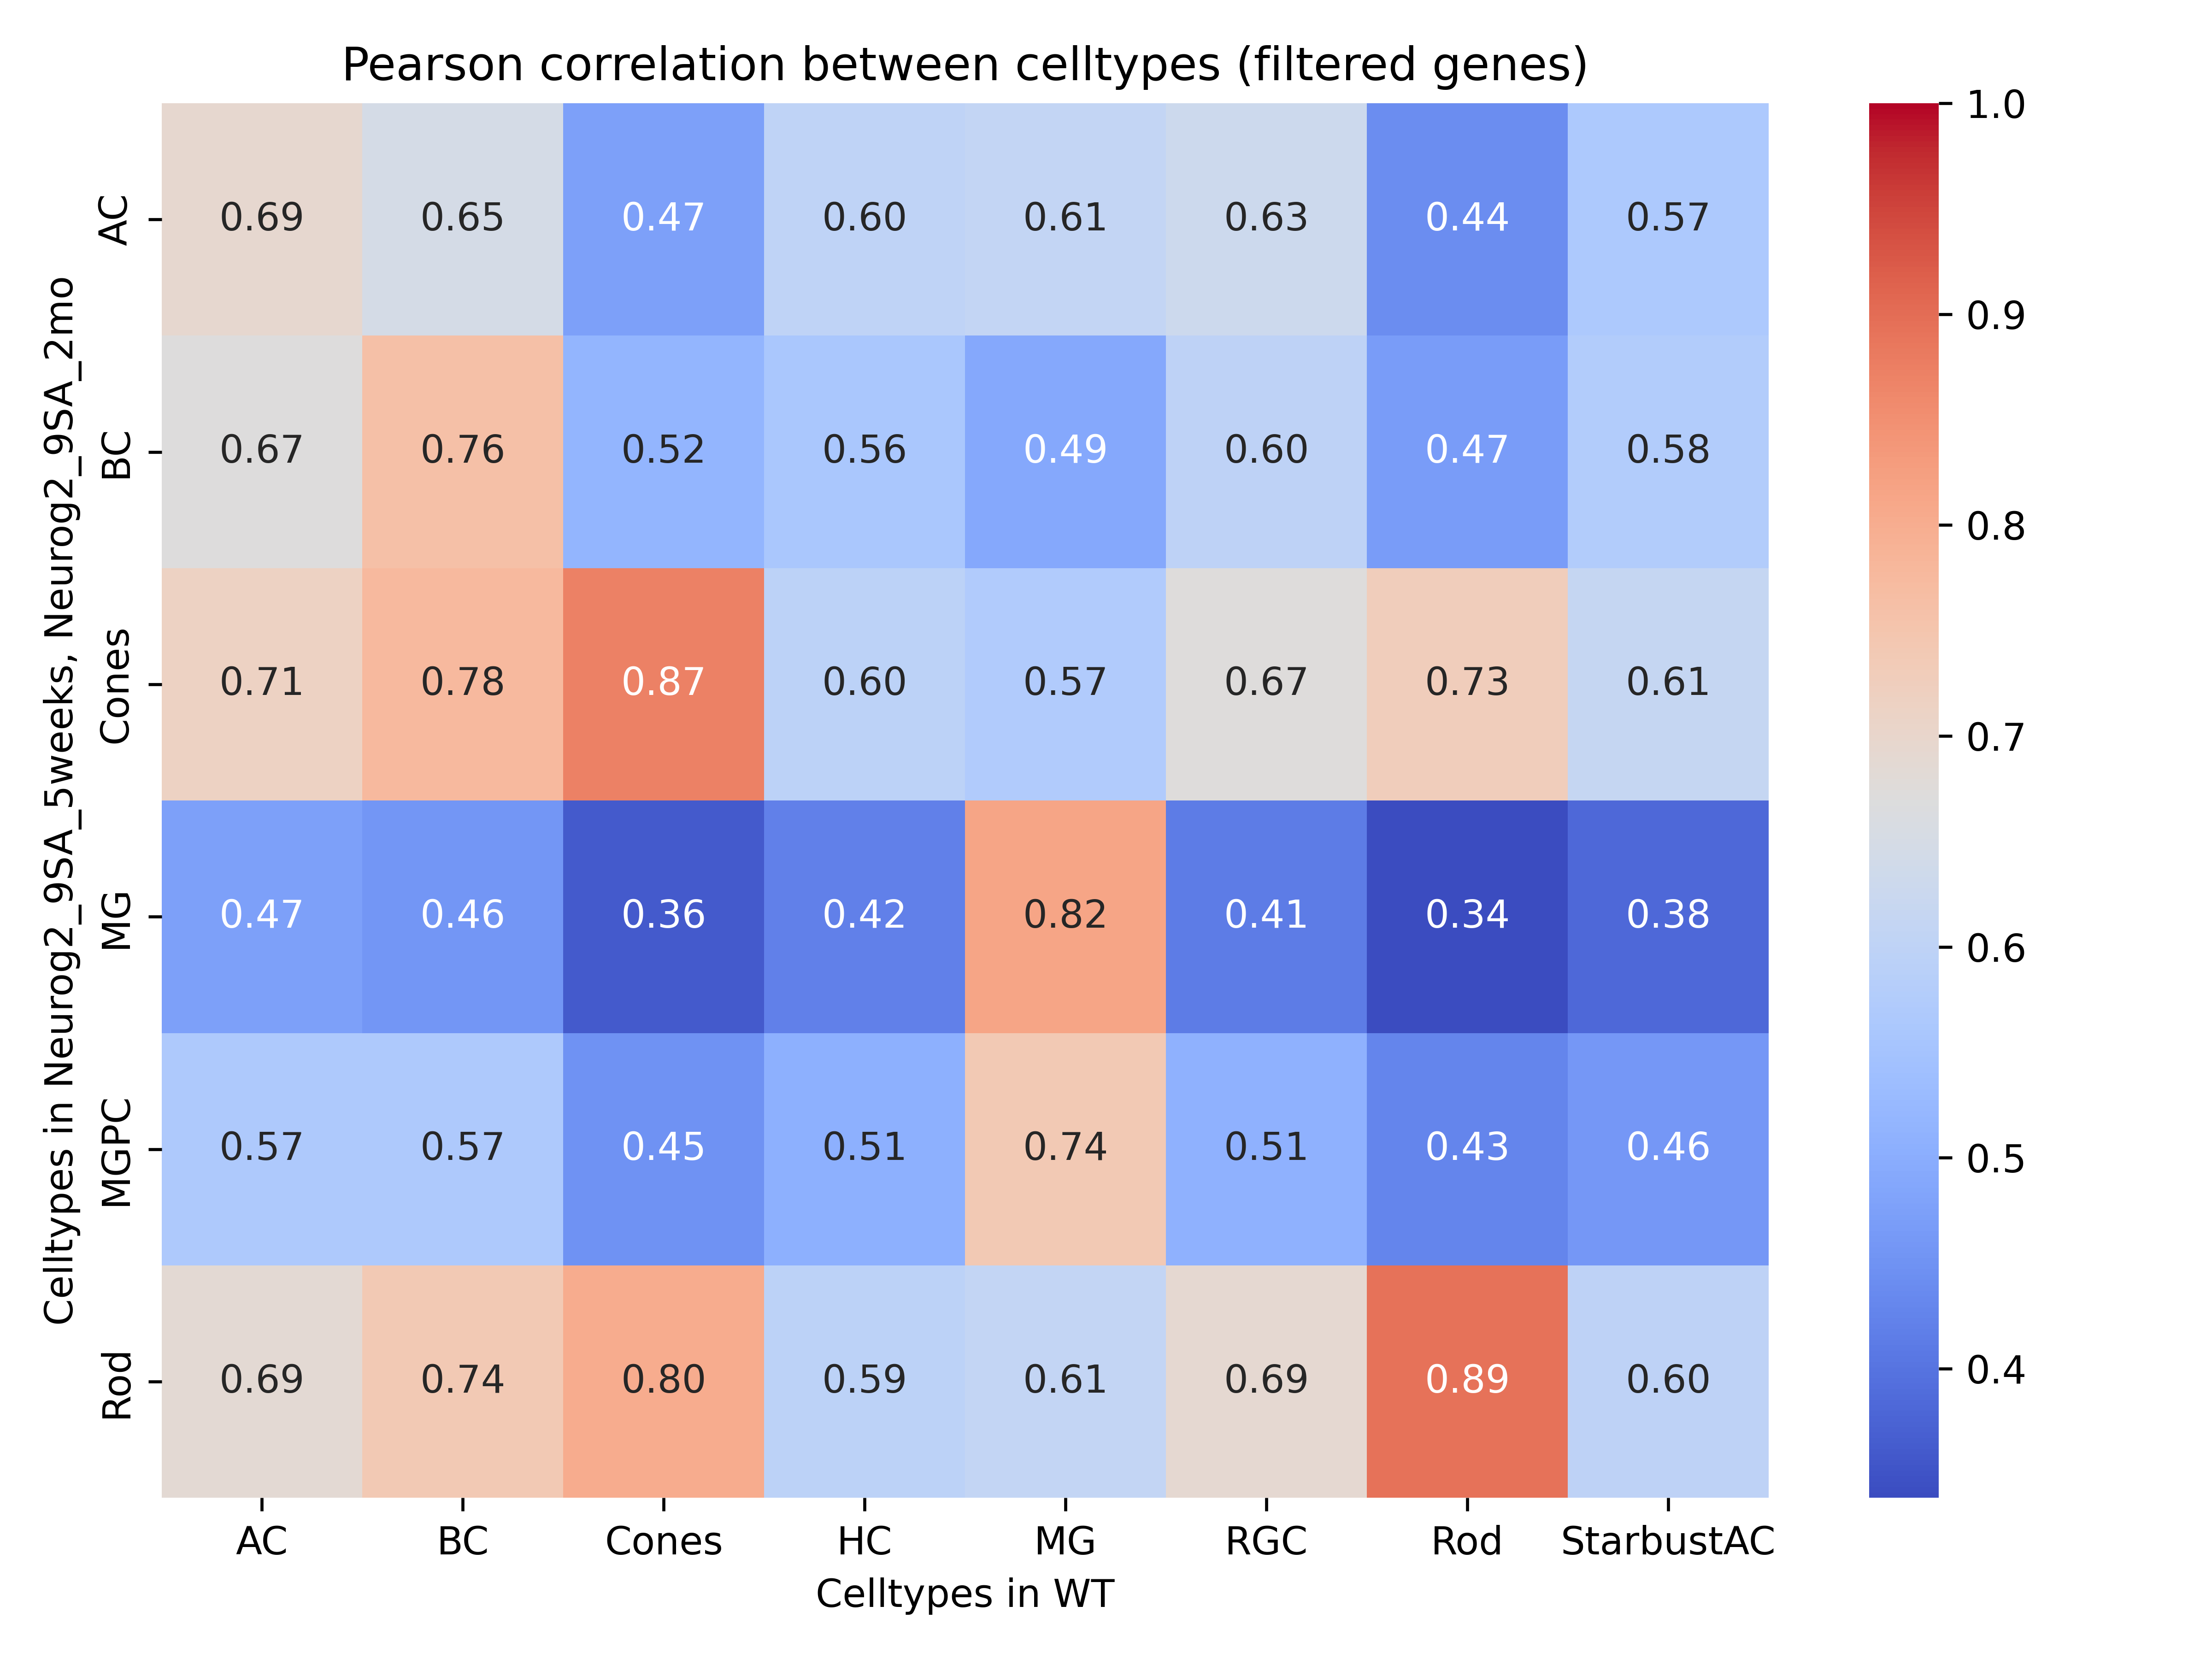 Pearson correlation between celltypes (filtered genes)
Celltypes in Neurog2_9SA_5weeks, Neurog2_9SA_2mo
AC 0.69 0.65 0.47 0.60 0.61 0.63 0.44 0.57
BC 0.67 0.76 0.52 0.56 0.49 0.60 0.47 0.58
Cones 0.71 0.78 0.87 0.60 0.57 0.67 0.73 0.61
MG 0.47 0.46 0.36 0.42 0.82 0.41 0.34 0.38
MGPC 0.57 0.57 0.45 0.51 0.74 0.51 0.43 0.46
Rod 0.69 0.74 0.80 0.59 0.61 0.69 0.89 0.60
AC BC Cones HC MG RGC Rod StarbustAC
Celltypes in WT
1.0
0.9
0.8
0.7
0.6
0.5
0.4